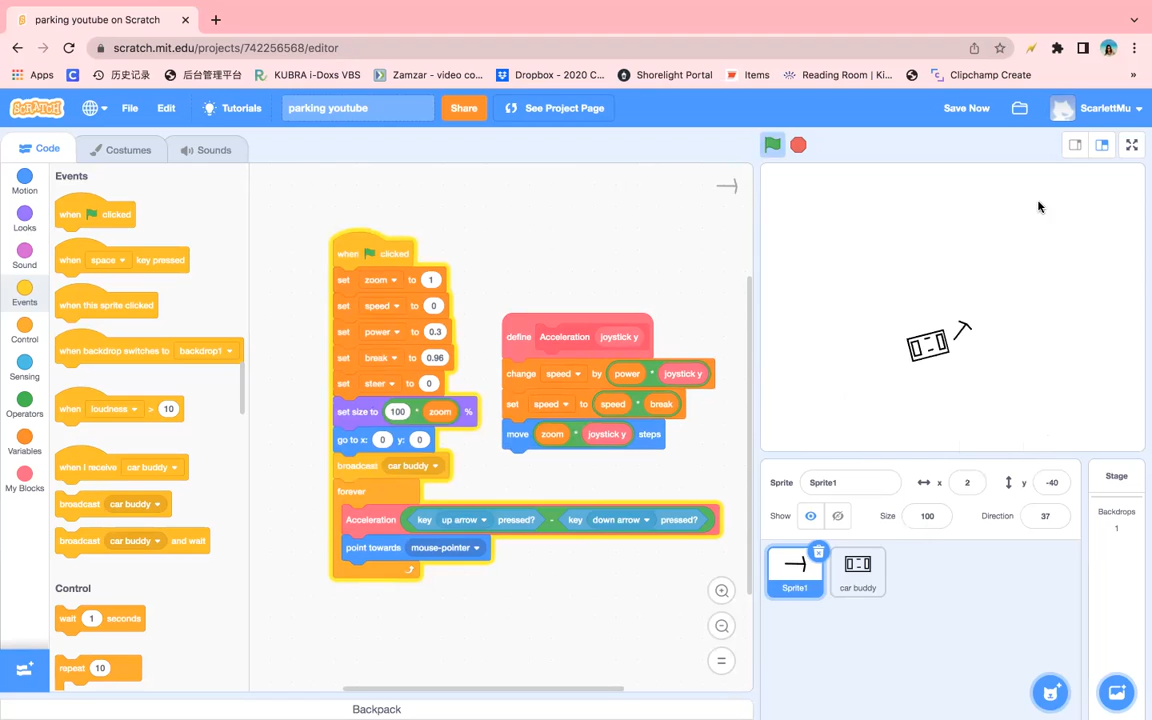 parking youtube on Scratch
scratch.mit.edu/projects/742256568/editor
Apps 历史记录 后台管理平台 KUBRA i-Doxs VBS Zamzar - video co... Dropbox - 2020 C... Shorelight Portal Items Reading Room | Ki... Clipchamp Create »
SCRATCH File Edit Tutorials parking youtube Share See Project Page Save Now ScarlettMu
Code Costumes Sounds
Motion
Looks
Sound
Events
Control
Sensing
Operators
Variables
My Blocks
Events
when clicked
when space key pressed
when this sprite clicked
when backdrop switches to backdrop1
when loudness > 10
when I receive car buddy
broadcast car buddy
broadcast car buddy and wait
Control
wait 1 seconds
repeat 10
when clicked
set zoom to 1
set speed to 0
set power to 0.3
set break to 0.96
set steer to 0
set size to 100 * zoom %
go to x: 0 y: 0
broadcast car buddy
forever
Acceleration key up arrow pressed? - key down arrow pressed?
point towards mouse-pointer
define Acceleration joystick y
change speed by power * joystick y
set speed to speed * break
move zoom * joystick y steps
Sprite Sprite1 x 2 y -40
Show Size 100 Direction 37
Sprite1
car buddy
Stage
Backdrops
1
Backpack